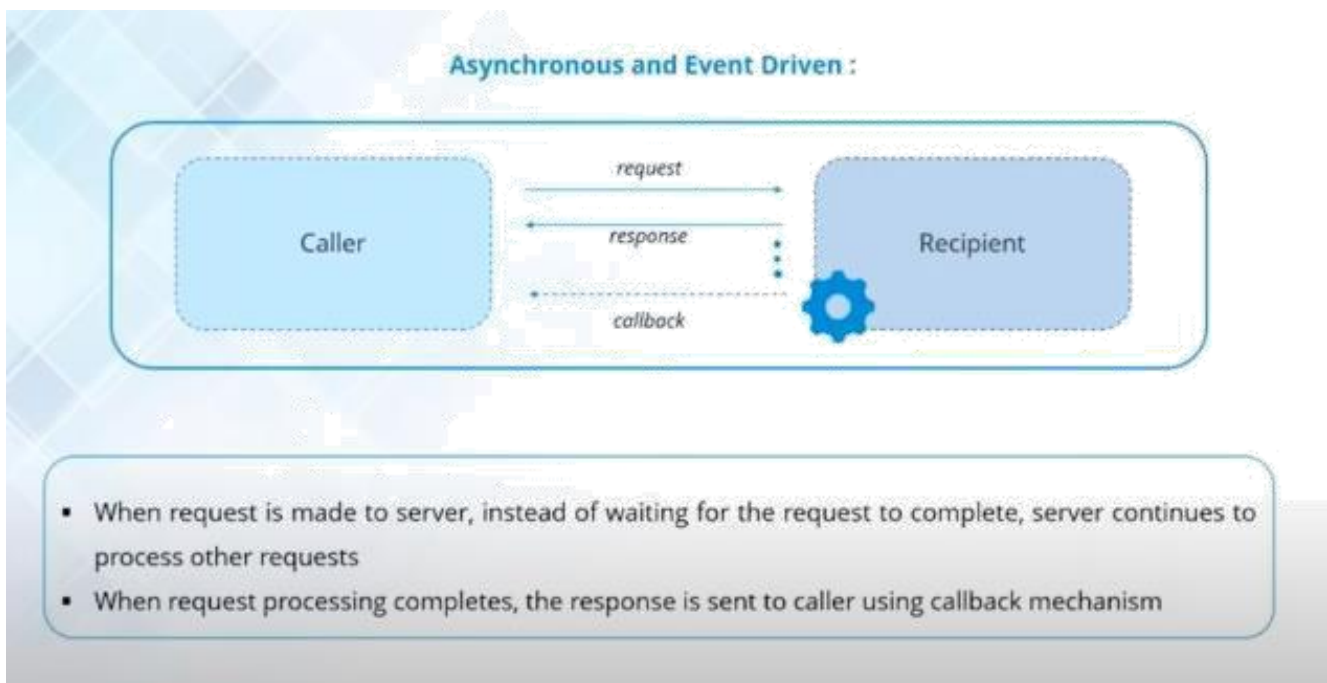 Asynchronous and Event Driven :
request
Caller
response
Recipient
callback
▪ When request is made to server, instead of waiting for the request to complete, server continues to
process other requests
▪ When request processing completes, the response is sent to caller using callback mechanism